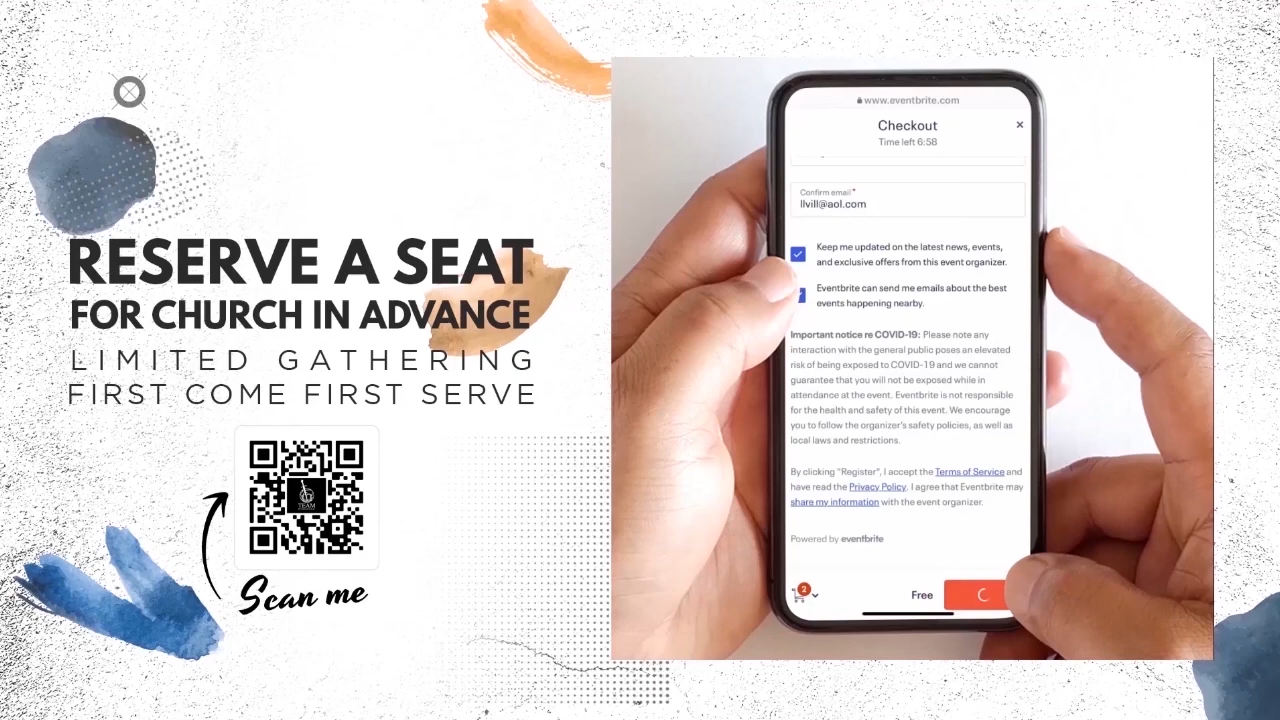 RESERVE A SEAT
FOR CHURCH IN ADVANCE
LIMITED GATHERING
FIRST COME FIRST SERVE
TEAM
Scan me
www.eventbrite.com
Checkout
Time left 6:58
Confirm email*
llvill@aol.com
Keep me updated on the latest news, events,
and exclusive offers from this event organizer.
Eventbrite can send me emails about the best
events happening nearby.
Important notice re COVID-19: Please note any
interaction with the general public poses an elevated
risk of being exposed to COVID-19 and we cannot
guarantee that you will not be exposed while in
attendance at the event. Eventbrite is not responsible
for the health and safety of this event. We encourage
you to follow the organizer's safety policies, as well as
local laws and restrictions.
By clicking "Register", I accept the Terms of Service and
have read the Privacy Policy. I agree that Eventbrite may
share my information with the event organizer.
Powered by eventbrite
2
Free